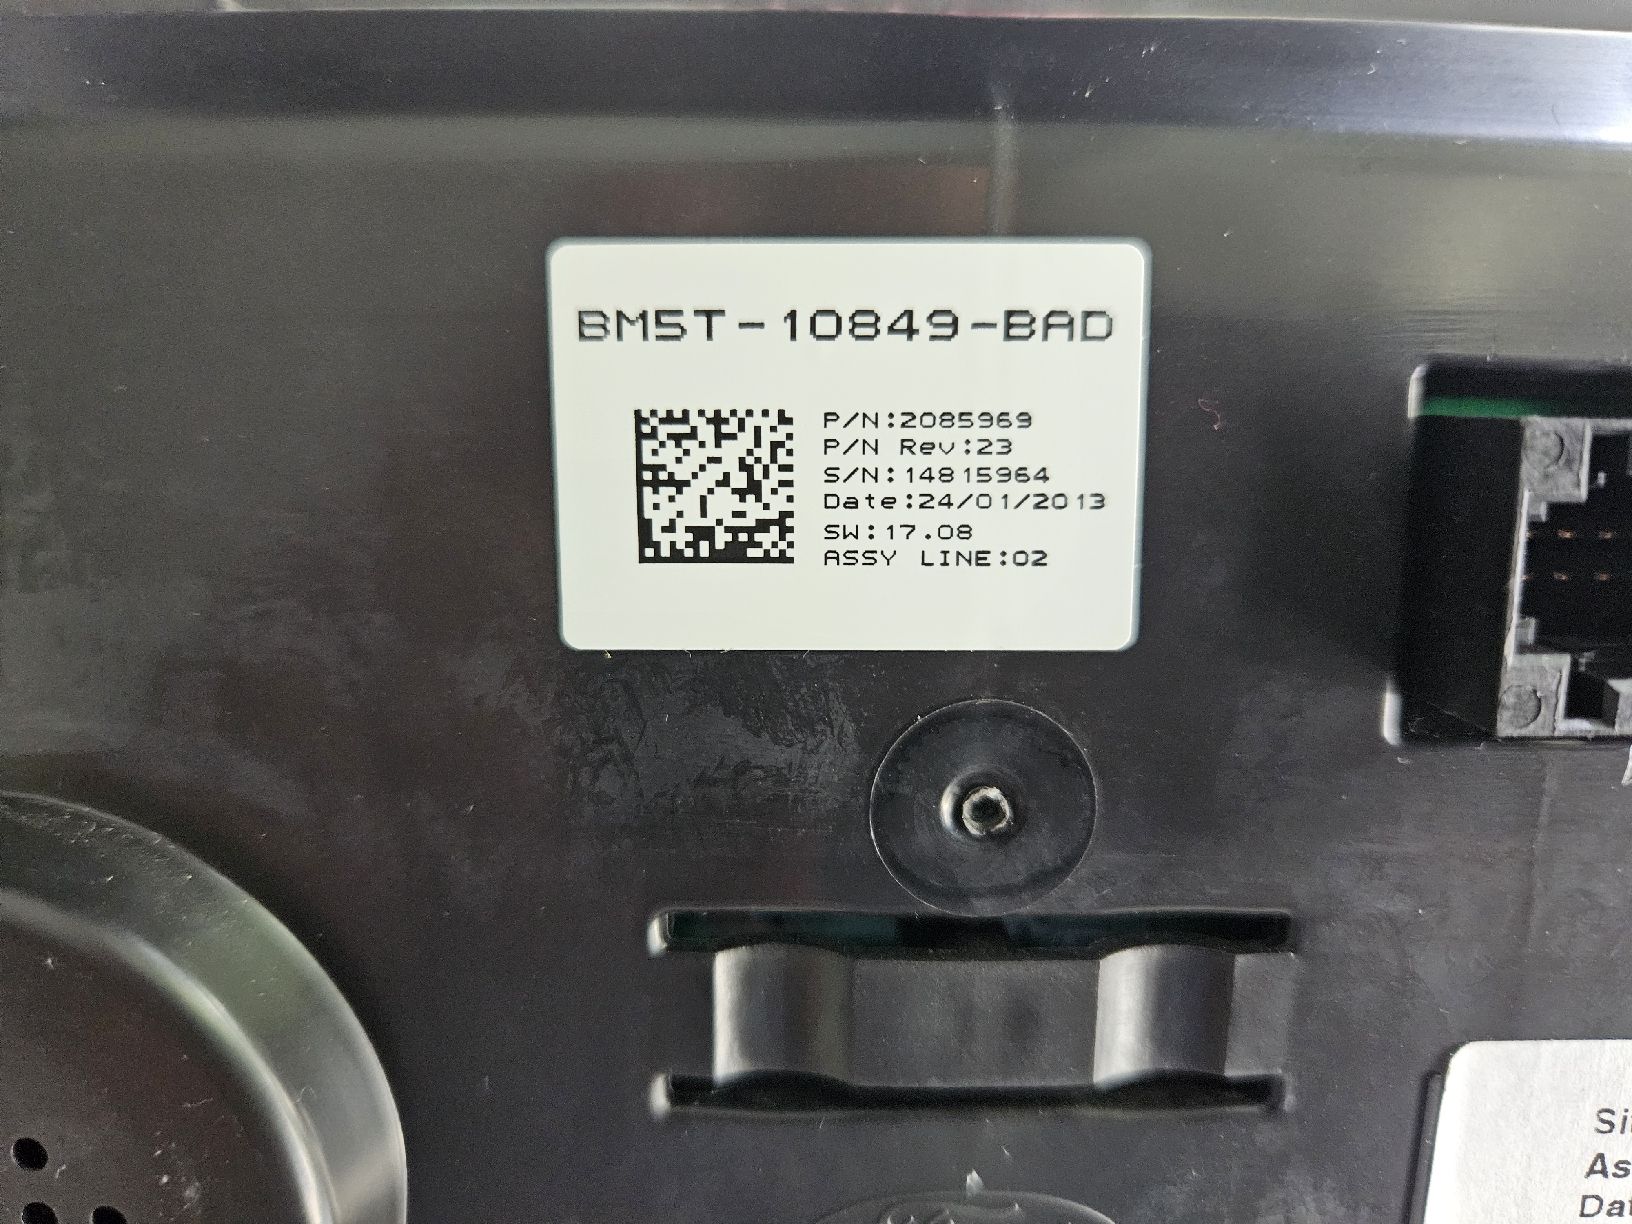 BM5T-10849-BAD
P/N:2085969
P/N Rev:23
S/N:14815964
Date:24/01/2013
SW:17.08
ASSY LINE:02